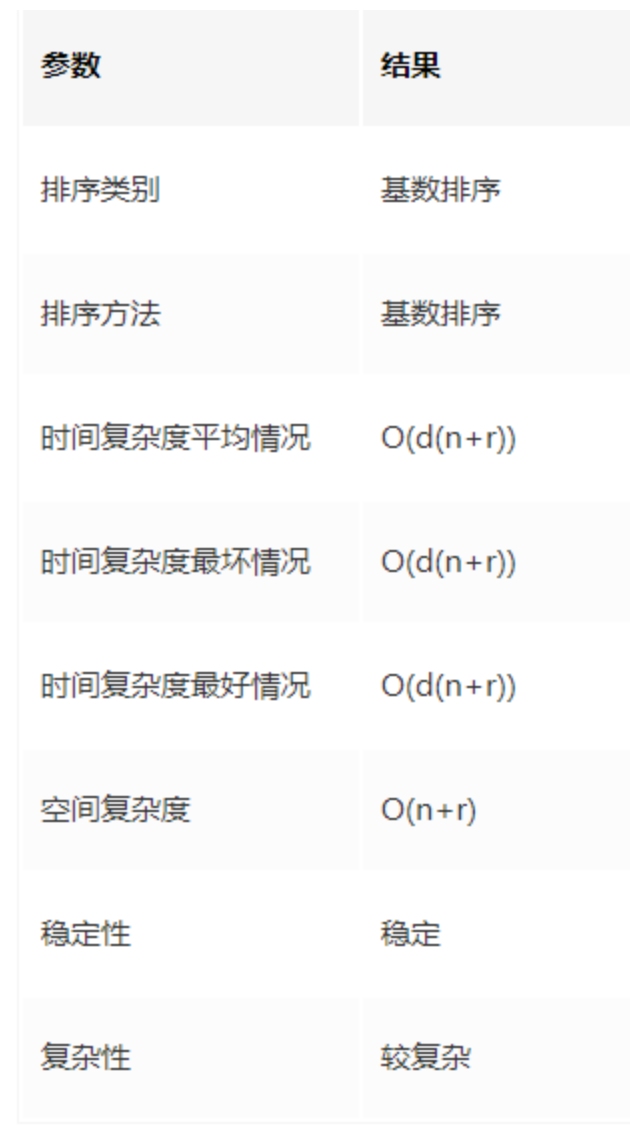 参数 结果
排序类别 基数排序
排序方法 基数排序
时间复杂度平均情况 O(d(n+r))
时间复杂度最坏情况 O(d(n+r))
时间复杂度最好情况 O(d(n+r))
空间复杂度 O(n+r)
稳定性 稳定
复杂性 较复杂